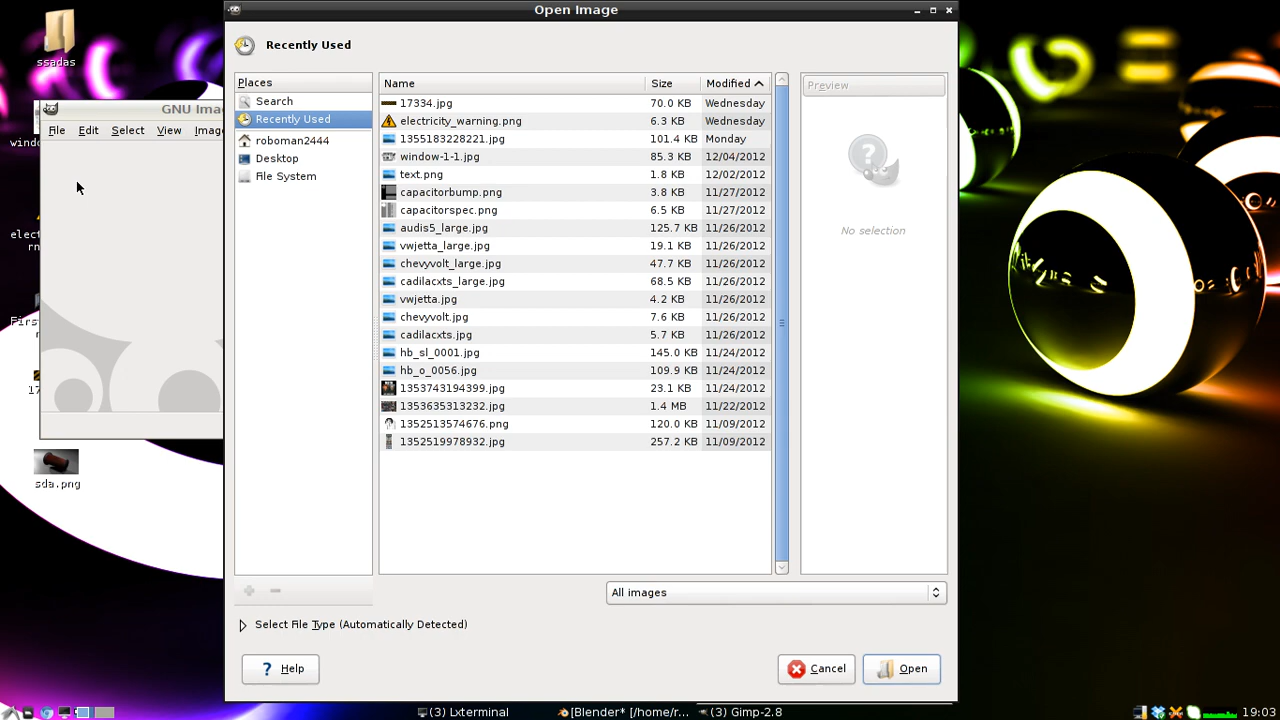 Open Image
ssadas
Recently Used
Places
Search
Recently Used
roboman2444
Desktop
File System
Name Size Modified
17334.jpg 70.0 KB Wednesday
electricity_warning.png 6.3 KB Wednesday
1355183228221.jpg 101.4 KB Monday
window-1-1.jpg 85.3 KB 12/04/2012
text.png 1.8 KB 12/02/2012
capacitorbump.png 3.8 KB 11/27/2012
capacitorspec.png 6.5 KB 11/27/2012
audis5_large.jpg 125.7 KB 11/26/2012
vwjetta_large.jpg 19.1 KB 11/26/2012
chevyvolt_large.jpg 47.7 KB 11/26/2012
cadilacxts_large.jpg 68.5 KB 11/26/2012
vwjetta.jpg 4.2 KB 11/26/2012
chevyvolt.jpg 7.6 KB 11/26/2012
cadilacxts.jpg 5.7 KB 11/26/2012
hb_sl_0001.jpg 145.0 KB 11/24/2012
hb_o_0056.jpg 109.9 KB 11/24/2012
1353743194399.jpg 23.1 KB 11/24/2012
1353635313232.jpg 1.4 MB 11/22/2012
1352513574676.png 120.0 KB 11/09/2012
1352519978932.jpg 257.2 KB 11/09/2012
Preview
No selection
All images
Select File Type (Automatically Detected)
Help
Cancel
Open
GNU Ima
File Edit Select View Image
sda.png
(3) Lxterminal
[Blender* [/home/r...
(3) Gimp-2.8
19:03